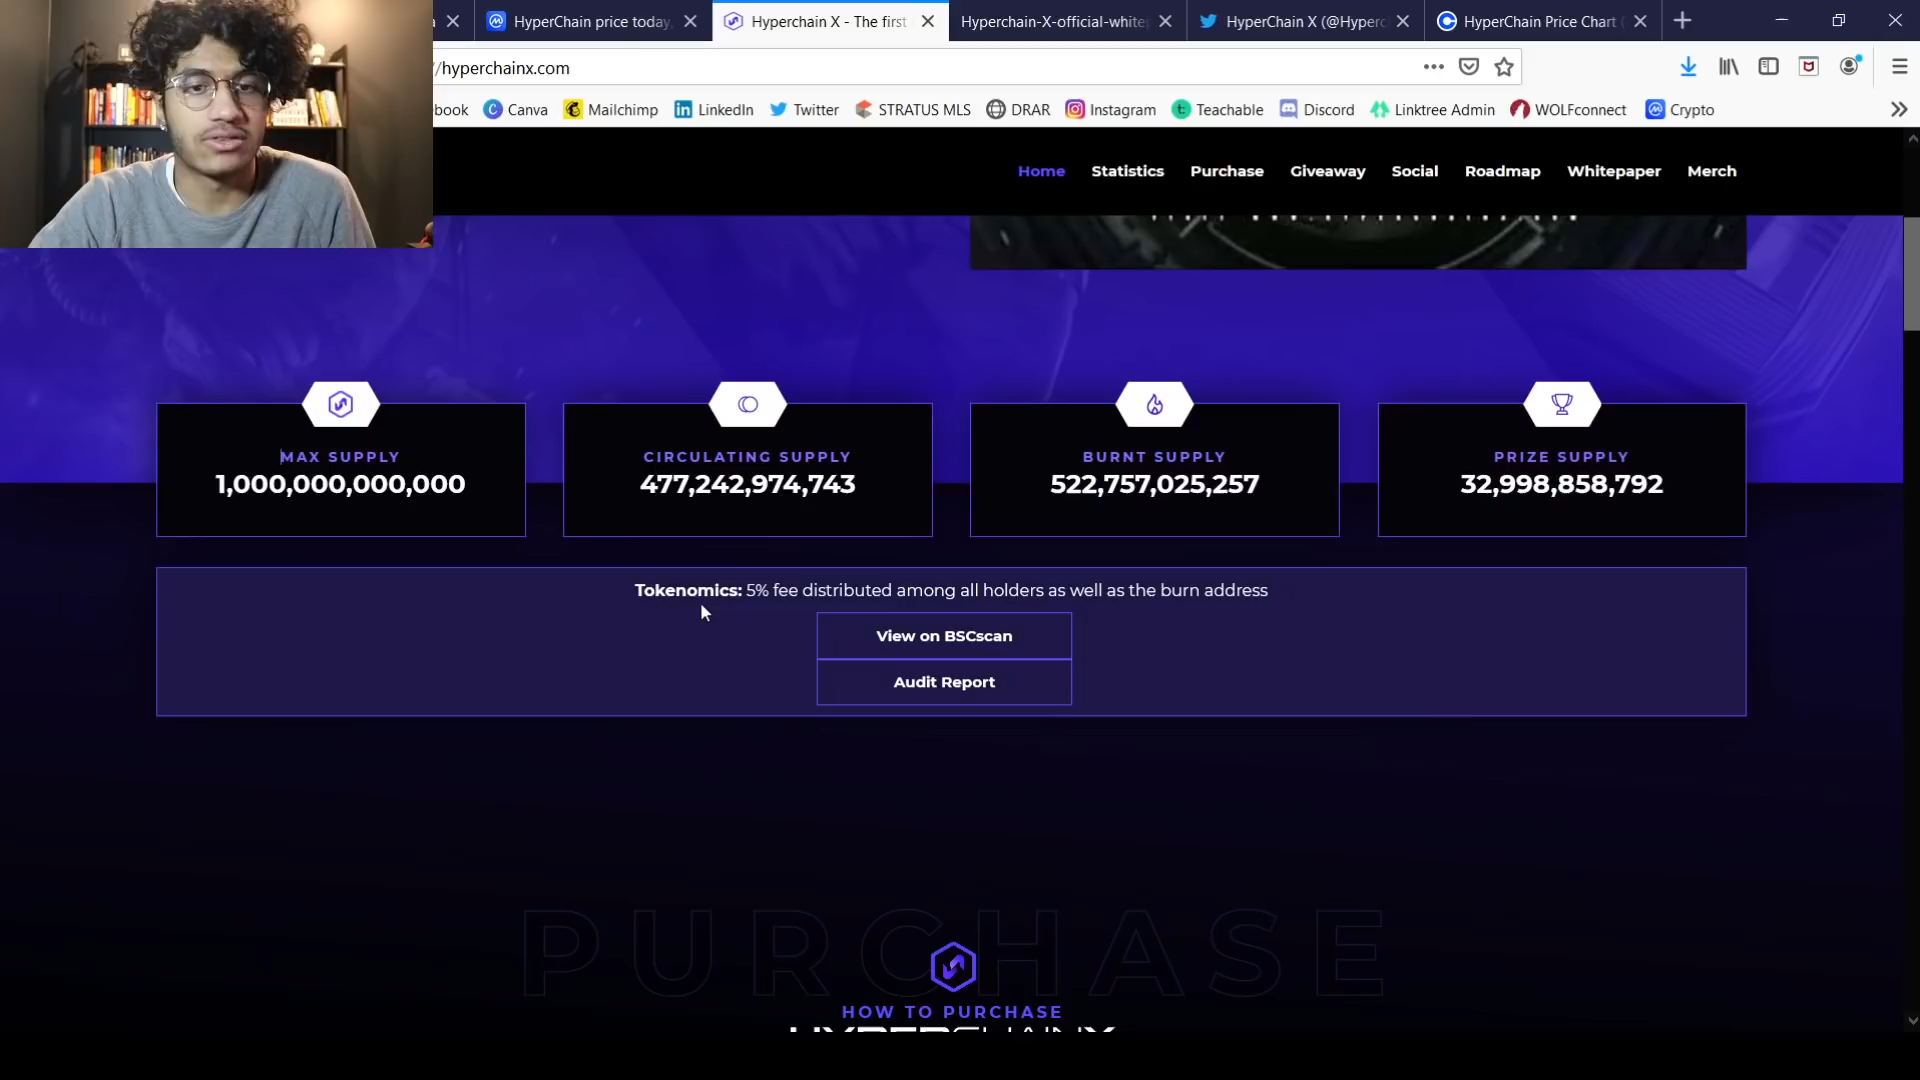 a
HyperChain price today,
Hyperchain X - The first
Hyperchain-X-official-whitep
HyperChain X (@Hyperc
HyperChain Price Chart (
//hyperchainx.com
book
Canva
Mailchimp
LinkedIn
Twitter
STRATUS MLS
DRAR
Instagram
Teachable
Discord
Linktree Admin
WOLFconnect
Crypto
Home
Statistics
Purchase
Giveaway
Social
Roadmap
Whitepaper
Merch
MAX SUPPLY
1,000,000,000,000
CIRCULATING SUPPLY
477,242,974,743
BURNT SUPPLY
522,757,025,257
PRIZE SUPPLY
32,998,858,792
Tokenomics: 5% fee distributed among all holders as well as the burn address
View on BSCscan
Audit Report
PURCHASE
HOW TO PURCHASE
HYPERCHAINX